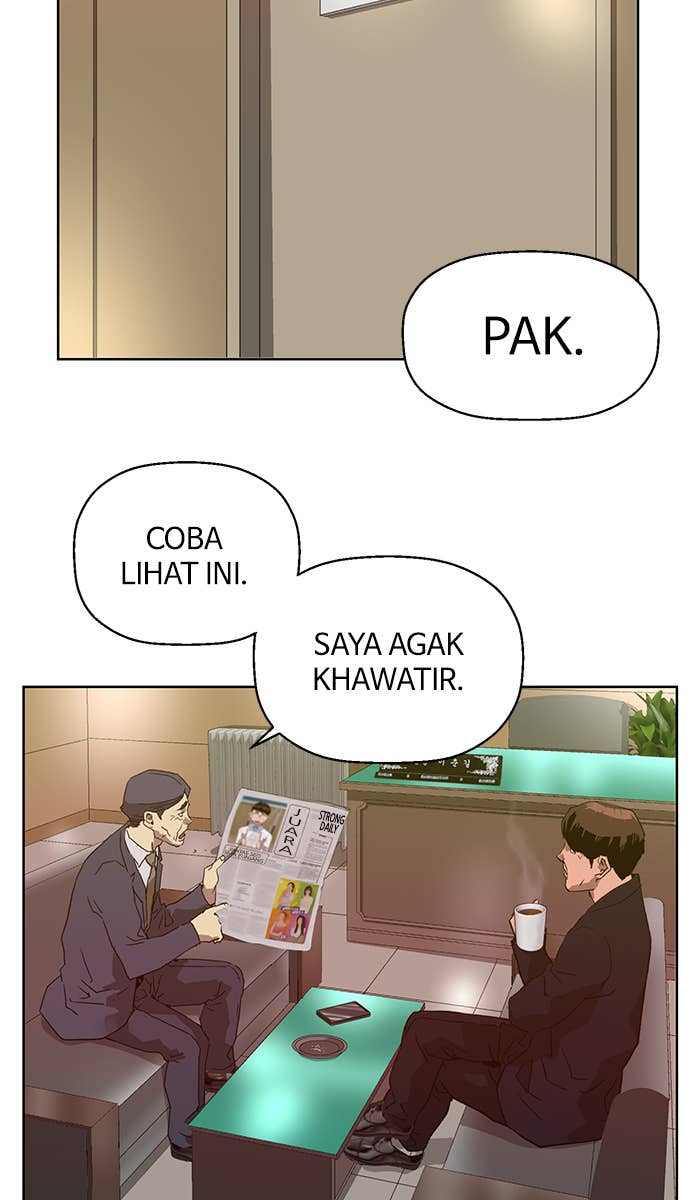 PAK.
COBA
LIHAT INI.
SAYA AGAK
KHAWATIR.
STRONG
DAILY
JUARA